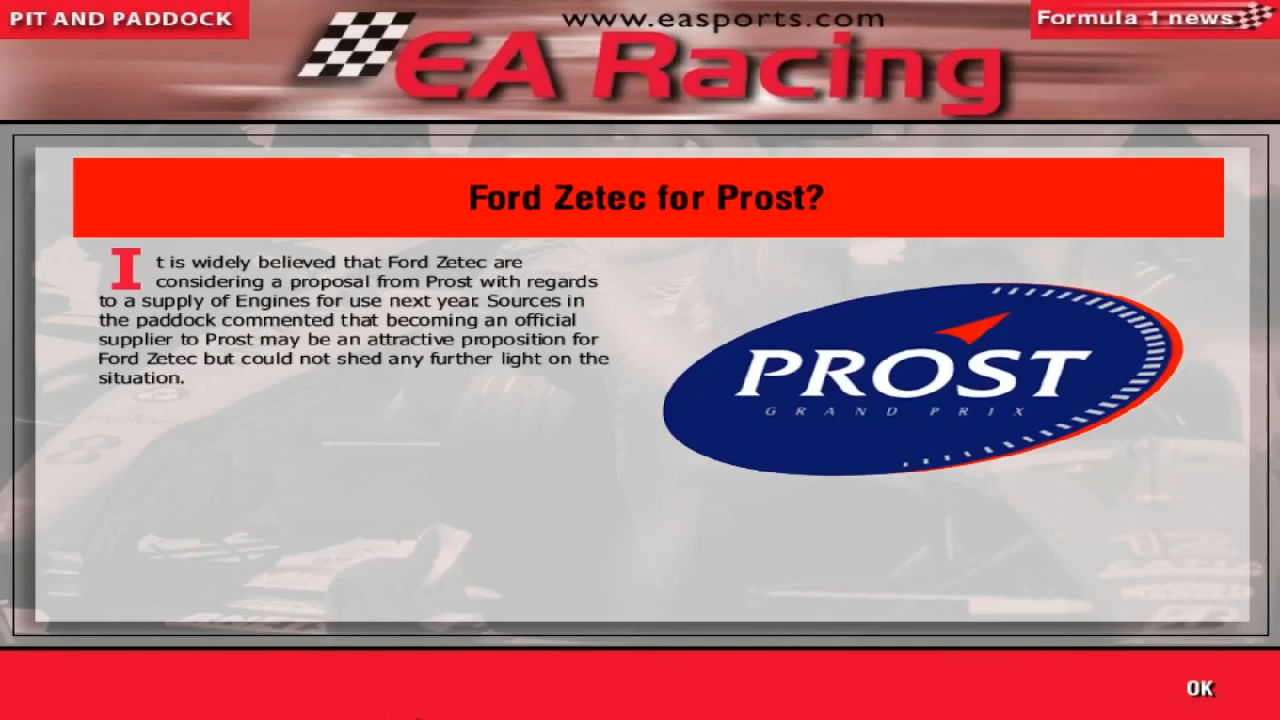 PIT AND PADDOCK
www.easports.com
Formula 1 news
EA Racing
Ford Zetec for Prost?
It is widely believed that Ford Zetec are
considering a proposal from Prost with regards
to a supply of Engines for use next year. Sources in
the paddock commented that becoming an official
supplier to Prost may be an attractive proposition for
Ford Zetec but could not shed any further light on the
situation.
PROST
GRAND PRIX
8
12
OK